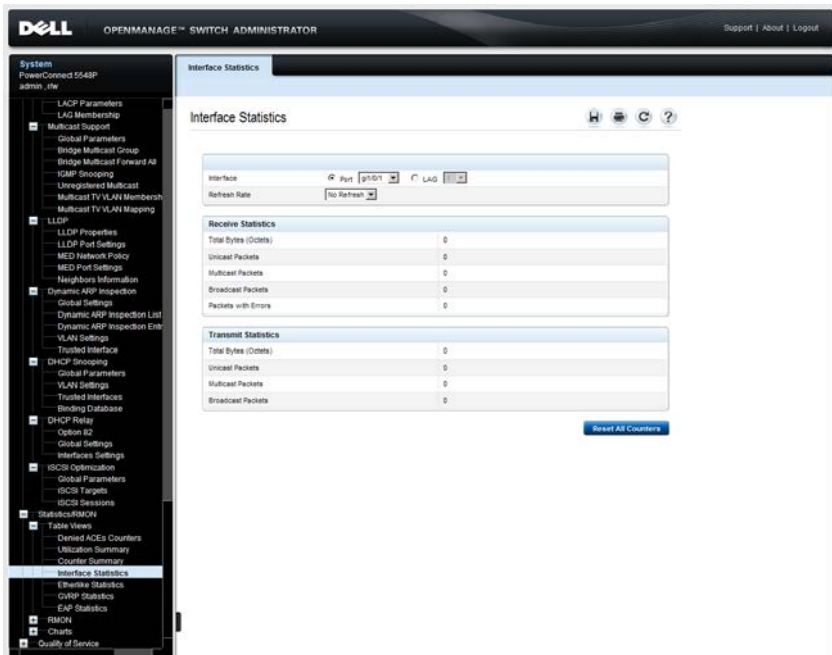 DELL
OPENMANAGE™ SWITCH ADMINISTRATOR
Support | About | Logout
System
PowerConnect 5548P
admin , r/w
LACP Parameters
LAG Membership
Multicast Support
Global Parameters
Bridge Multicast Group
Bridge Multicast Forward All
IGMP Snooping
Unregistered Multicast
Multicast TV VLAN Membersh
Multicast TV VLAN Mapping
LLDP
LLDP Properties
LLDP Port Settings
MED Network Policy
MED Port Settings
Neighbors Information
Dynamic ARP Inspection
Global Settings
Dynamic ARP Inspection List
Dynamic ARP Inspection Entr
VLAN Settings
Trusted Interface
DHCP Snooping
Global Parameters
VLAN Settings
Trusted Interfaces
Binding Database
DHCP Relay
Option 82
Global Settings
Interfaces Settings
iSCSI Optimization
Global Parameters
iSCSI Targets
iSCSI Sessions
Statistics/RMON
Table Views
Denied ACEs Counters
Utilization Summary
Counter Summary
Interface Statistics
Etherlike Statistics
GVRP Statistics
EAP Statistics
RMON
Charts
Quality of Service
Interface Statistics
Interface Statistics
Interface Port gi1/0/1 LAG
Refresh Rate No Refresh
Receive Statistics
Total Bytes (Octets) 0
Unicast Packets 0
Multicast Packets 0
Broadcast Packets 0
Packets with Errors 0
Transmit Statistics
Total Bytes (Octets) 0
Unicast Packets 0
Multicast Packets 0
Broadcast Packets 0
Reset All Counters